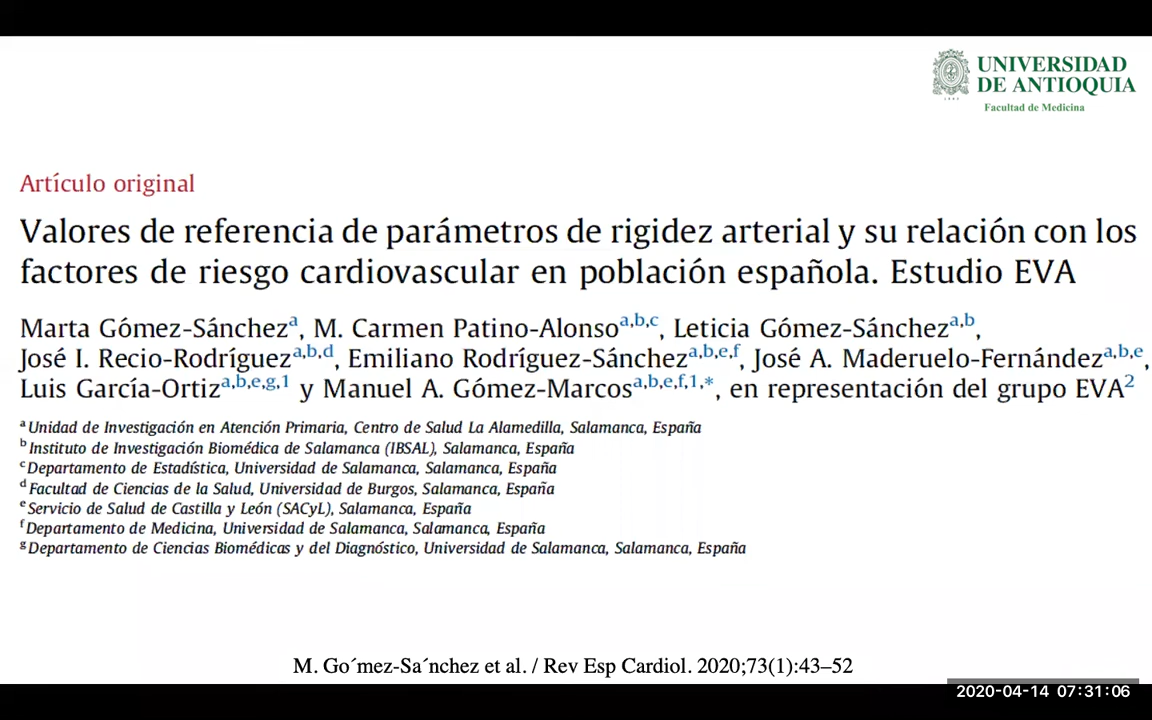 UNIVERSIDAD
DE ANTIOQUIA
1803
Facultad de Medicina
Artículo original
Valores de referencia de parámetros de rigidez arterial y su relación con los
factores de riesgo cardiovascular en población española. Estudio EVA
Marta Gómez-Sánchez a, M. Carmen Patino-Alonso a,b,c, Leticia Gómez-Sánchez a,b,
José I. Recio-Rodríguez a,b,d, Emiliano Rodríguez-Sánchez a,b,e,f, José A. Maderuelo-Fernández a,b,e,
Luis García-Ortiz a,b,e,g,1 y Manuel A. Gómez-Marcos a,b,e,f,1,*, en representación del grupo EVA 2
a Unidad de Investigación en Atención Primaria, Centro de Salud La Alamedilla, Salamanca, España
b Instituto de Investigación Biomédica de Salamanca (IBSAL), Salamanca, España
c Departamento de Estadística, Universidad de Salamanca, Salamanca, España
d Facultad de Ciencias de la Salud, Universidad de Burgos, Salamanca, España
e Servicio de Salud de Castilla y León (SACyL), Salamanca, España
f Departamento de Medicina, Universidad de Salamanca, Salamanca, España
g Departamento de Ciencias Biomédicas y del Diagnóstico, Universidad de Salamanca, Salamanca, España
M. Go´mez-Sa´nchez et al. / Rev Esp Cardiol. 2020;73(1):43–52
2020-04-14 07:31:06